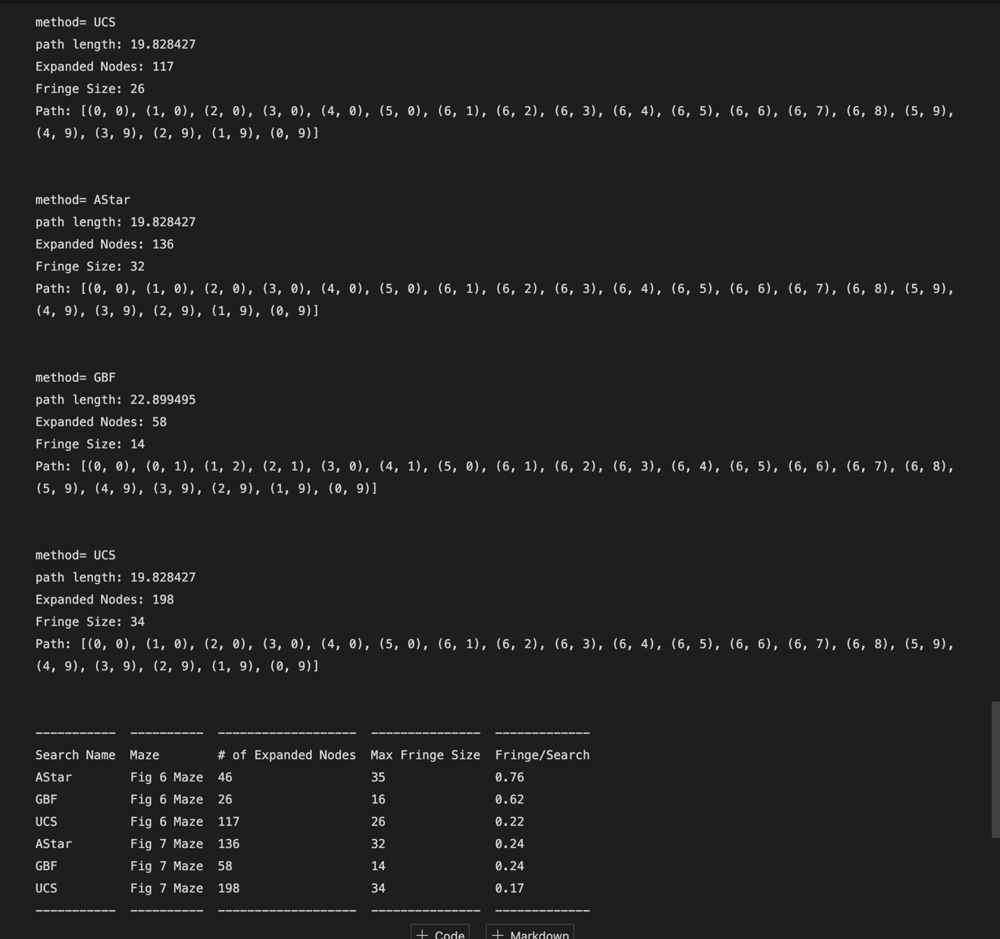 method= UCS
path length: 19.828427
Expanded Nodes: 117
Fringe Size: 26
Path: [(0, 0), (1, 0), (2, 0), (3, 0), (4, 0), (5, 0), (6, 1), (6, 2), (6, 3), (6, 4), (6, 5), (6, 6), (6, 7), (6, 8), (5, 9),
(4, 9), (3, 9), (2, 9), (1, 9), (0, 9)]
method= AStar
path length: 19.828427
Expanded Nodes: 136
Fringe Size: 32
Path: [(0, 0), (1, 0), (2, 0), (3, 0), (4, 0), (5, 0), (6, 1), (6, 2), (6, 3), (6, 4), (6, 5), (6, 6), (6, 7), (6, 8), (5, 9),
(4, 9), (3, 9), (2, 9), (1, 9), (0, 9)]
method= GBF
path length: 22.899495
Expanded Nodes: 58
Fringe Size: 14
Path: [(0, 0), (0, 1), (1, 2), (2, 1), (3, 0), (4, 1), (5, 0), (6, 1), (6, 2), (6, 3), (6, 4), (6, 5), (6, 6), (6, 7), (6, 8),
(5, 9), (4, 9), (3, 9), (2, 9), (1, 9), (0, 9)]
method= UCS
path length: 19.828427
Expanded Nodes: 198
Fringe Size: 34
Path: [(0, 0), (1, 0), (2, 0), (3, 0), (4, 0), (5, 0), (6, 1), (6, 2), (6, 3), (6, 4), (6, 5), (6, 6), (6, 7), (6, 8), (5, 9),
(4, 9), (3, 9), (2, 9), (1, 9), (0, 9)]
-----------  ----------  -------------------  ---------------  -------------
Search Name  Maze        # of Expanded Nodes  Max Fringe Size  Fringe/Search
AStar        Fig 6 Maze  46                   35               0.76
GBF          Fig 6 Maze  26                   16               0.62
UCS          Fig 6 Maze  117                  26               0.22
AStar        Fig 7 Maze  136                  32               0.24
GBF          Fig 7 Maze  58                   14               0.24
UCS          Fig 7 Maze  198                  34               0.17
-----------  ----------  -------------------  ---------------  -------------
+ Code + Markdown